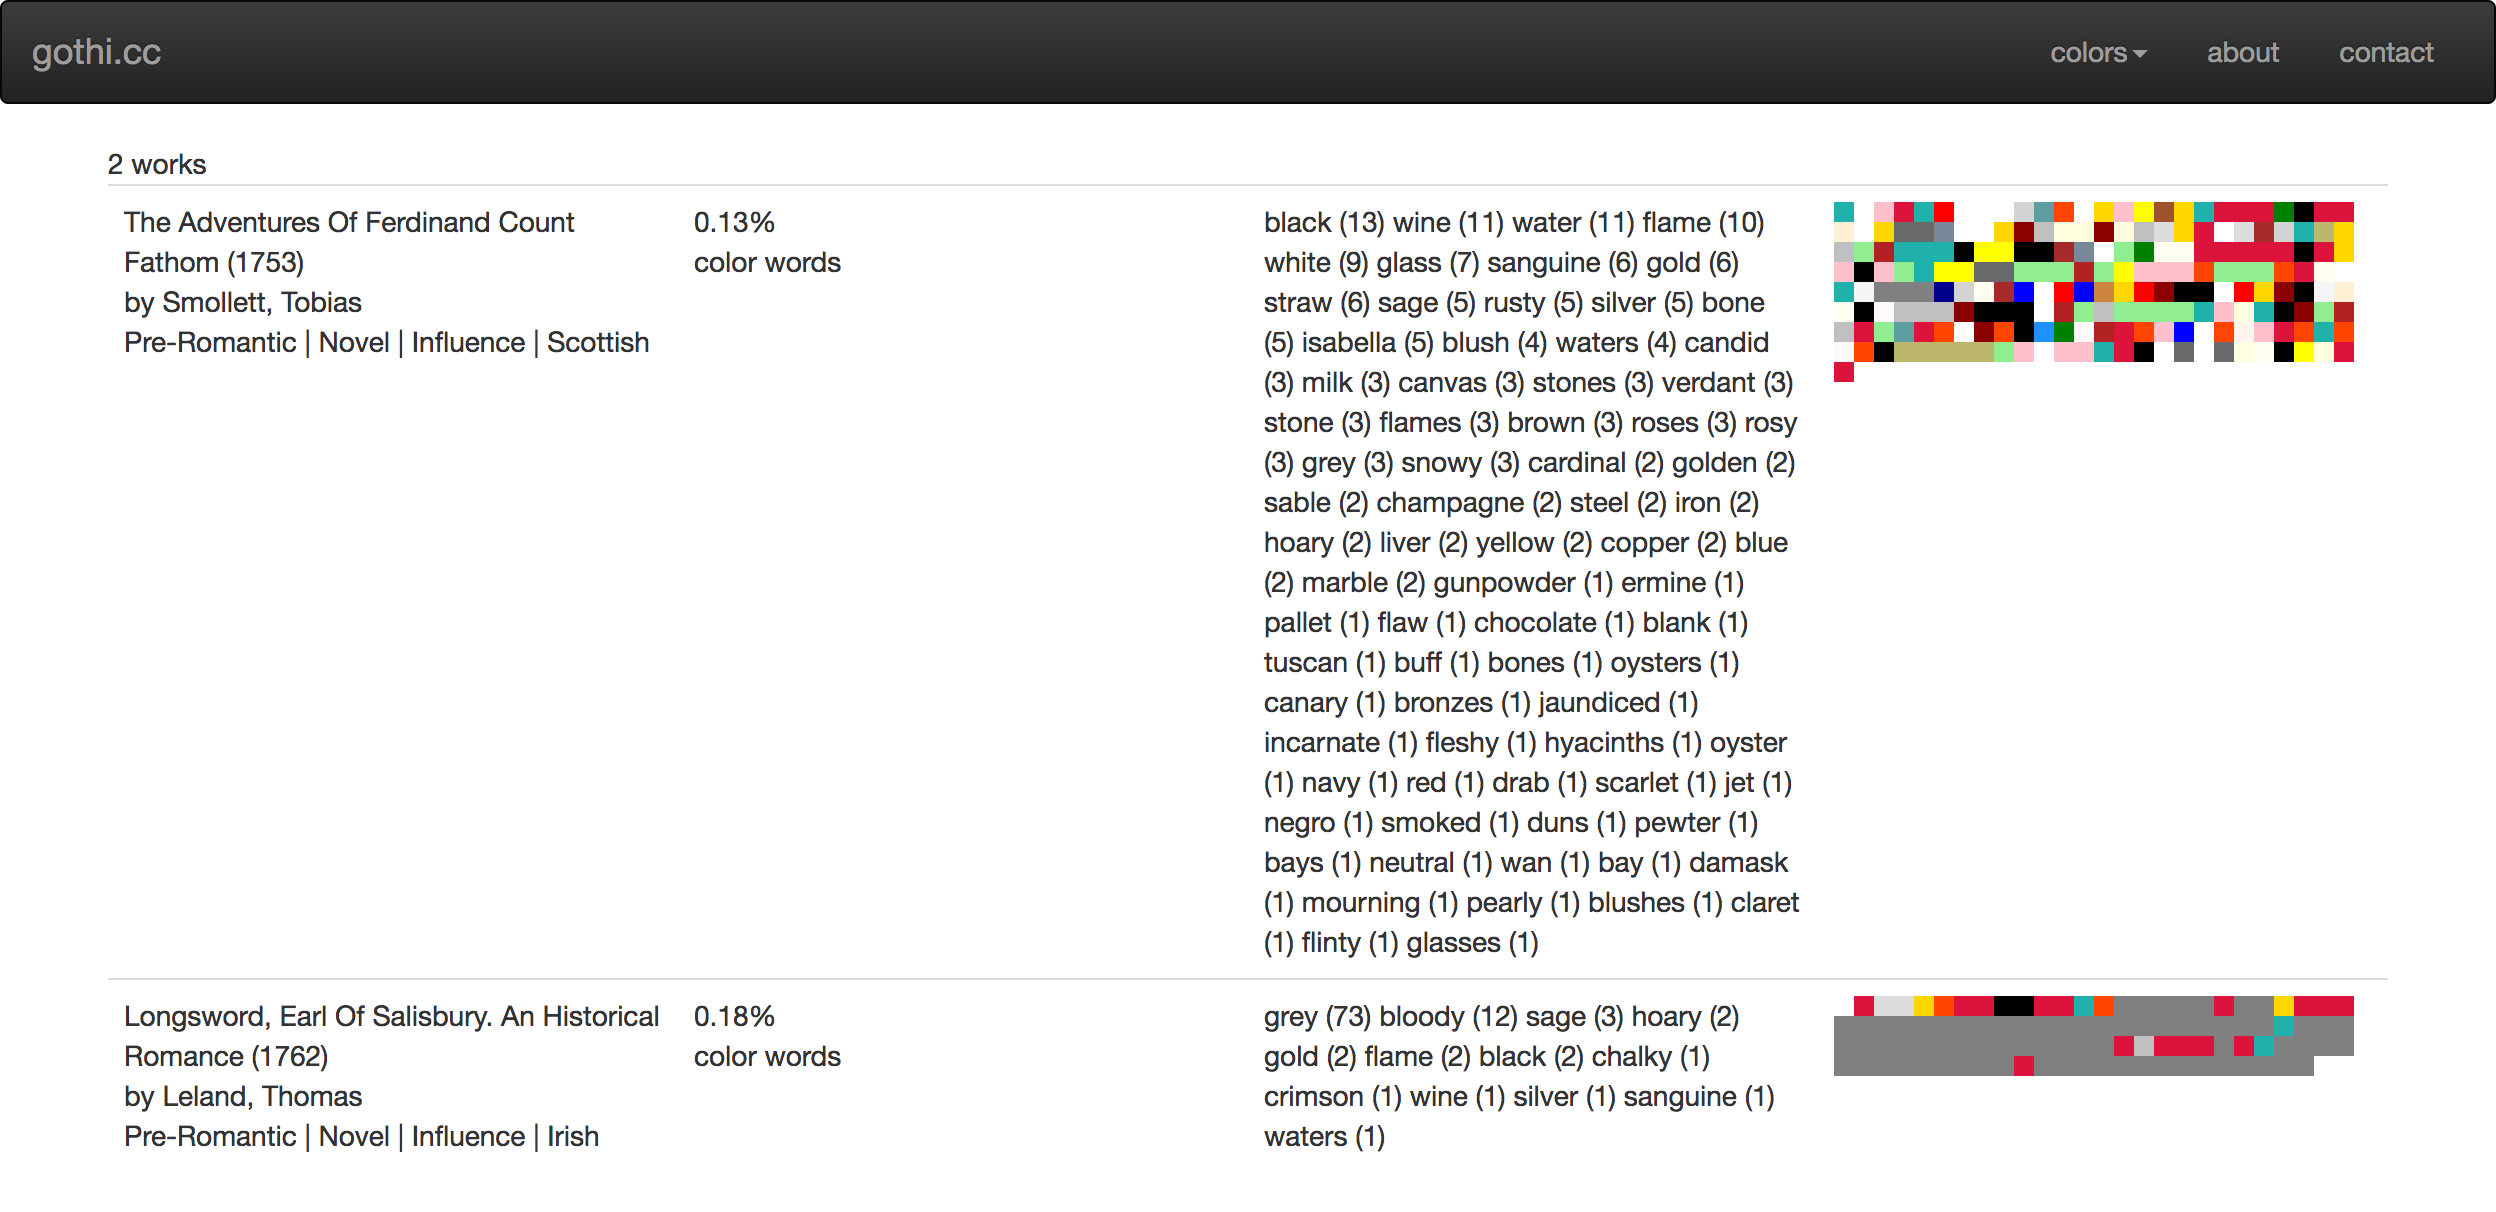 gothi.cc
colors
about
contact
2 works
The Adventures Of Ferdinand Count
Fathom (1753)
by Smollett, Tobias
Pre-Romantic | Novel | Influence | Scottish
0.13%
color words
black (13) wine (11) water (11) flame (10)
white (9) glass (7) sanguine (6) gold (6)
straw (6) sage (5) rusty (5) silver (5) bone
(5) isabella (5) blush (4) waters (4) candid
(3) milk (3) canvas (3) stones (3) verdant (3)
stone (3) flames (3) brown (3) roses (3) rosy
(3) grey (3) snowy (3) cardinal (2) golden (2)
sable (2) champagne (2) steel (2) iron (2)
hoary (2) liver (2) yellow (2) copper (2) blue
(2) marble (2) gunpowder (1) ermine (1)
pallet (1) flaw (1) chocolate (1) blank (1)
tuscan (1) buff (1) bones (1) oysters (1)
canary (1) bronzes (1) jaundiced (1)
incarnate (1) fleshy (1) hyacinths (1) oyster
(1) navy (1) red (1) drab (1) scarlet (1) jet (1)
negro (1) smoked (1) duns (1) pewter (1)
bays (1) neutral (1) wan (1) bay (1) damask
(1) mourning (1) pearly (1) blushes (1) claret
(1) flinty (1) glasses (1)
Longsword, Earl Of Salisbury. An Historical
Romance (1762)
by Leland, Thomas
Pre-Romantic | Novel | Influence | Irish
0.18%
color words
grey (73) bloody (12) sage (3) hoary (2)
gold (2) flame (2) black (2) chalky (1)
crimson (1) wine (1) silver (1) sanguine (1)
waters (1)